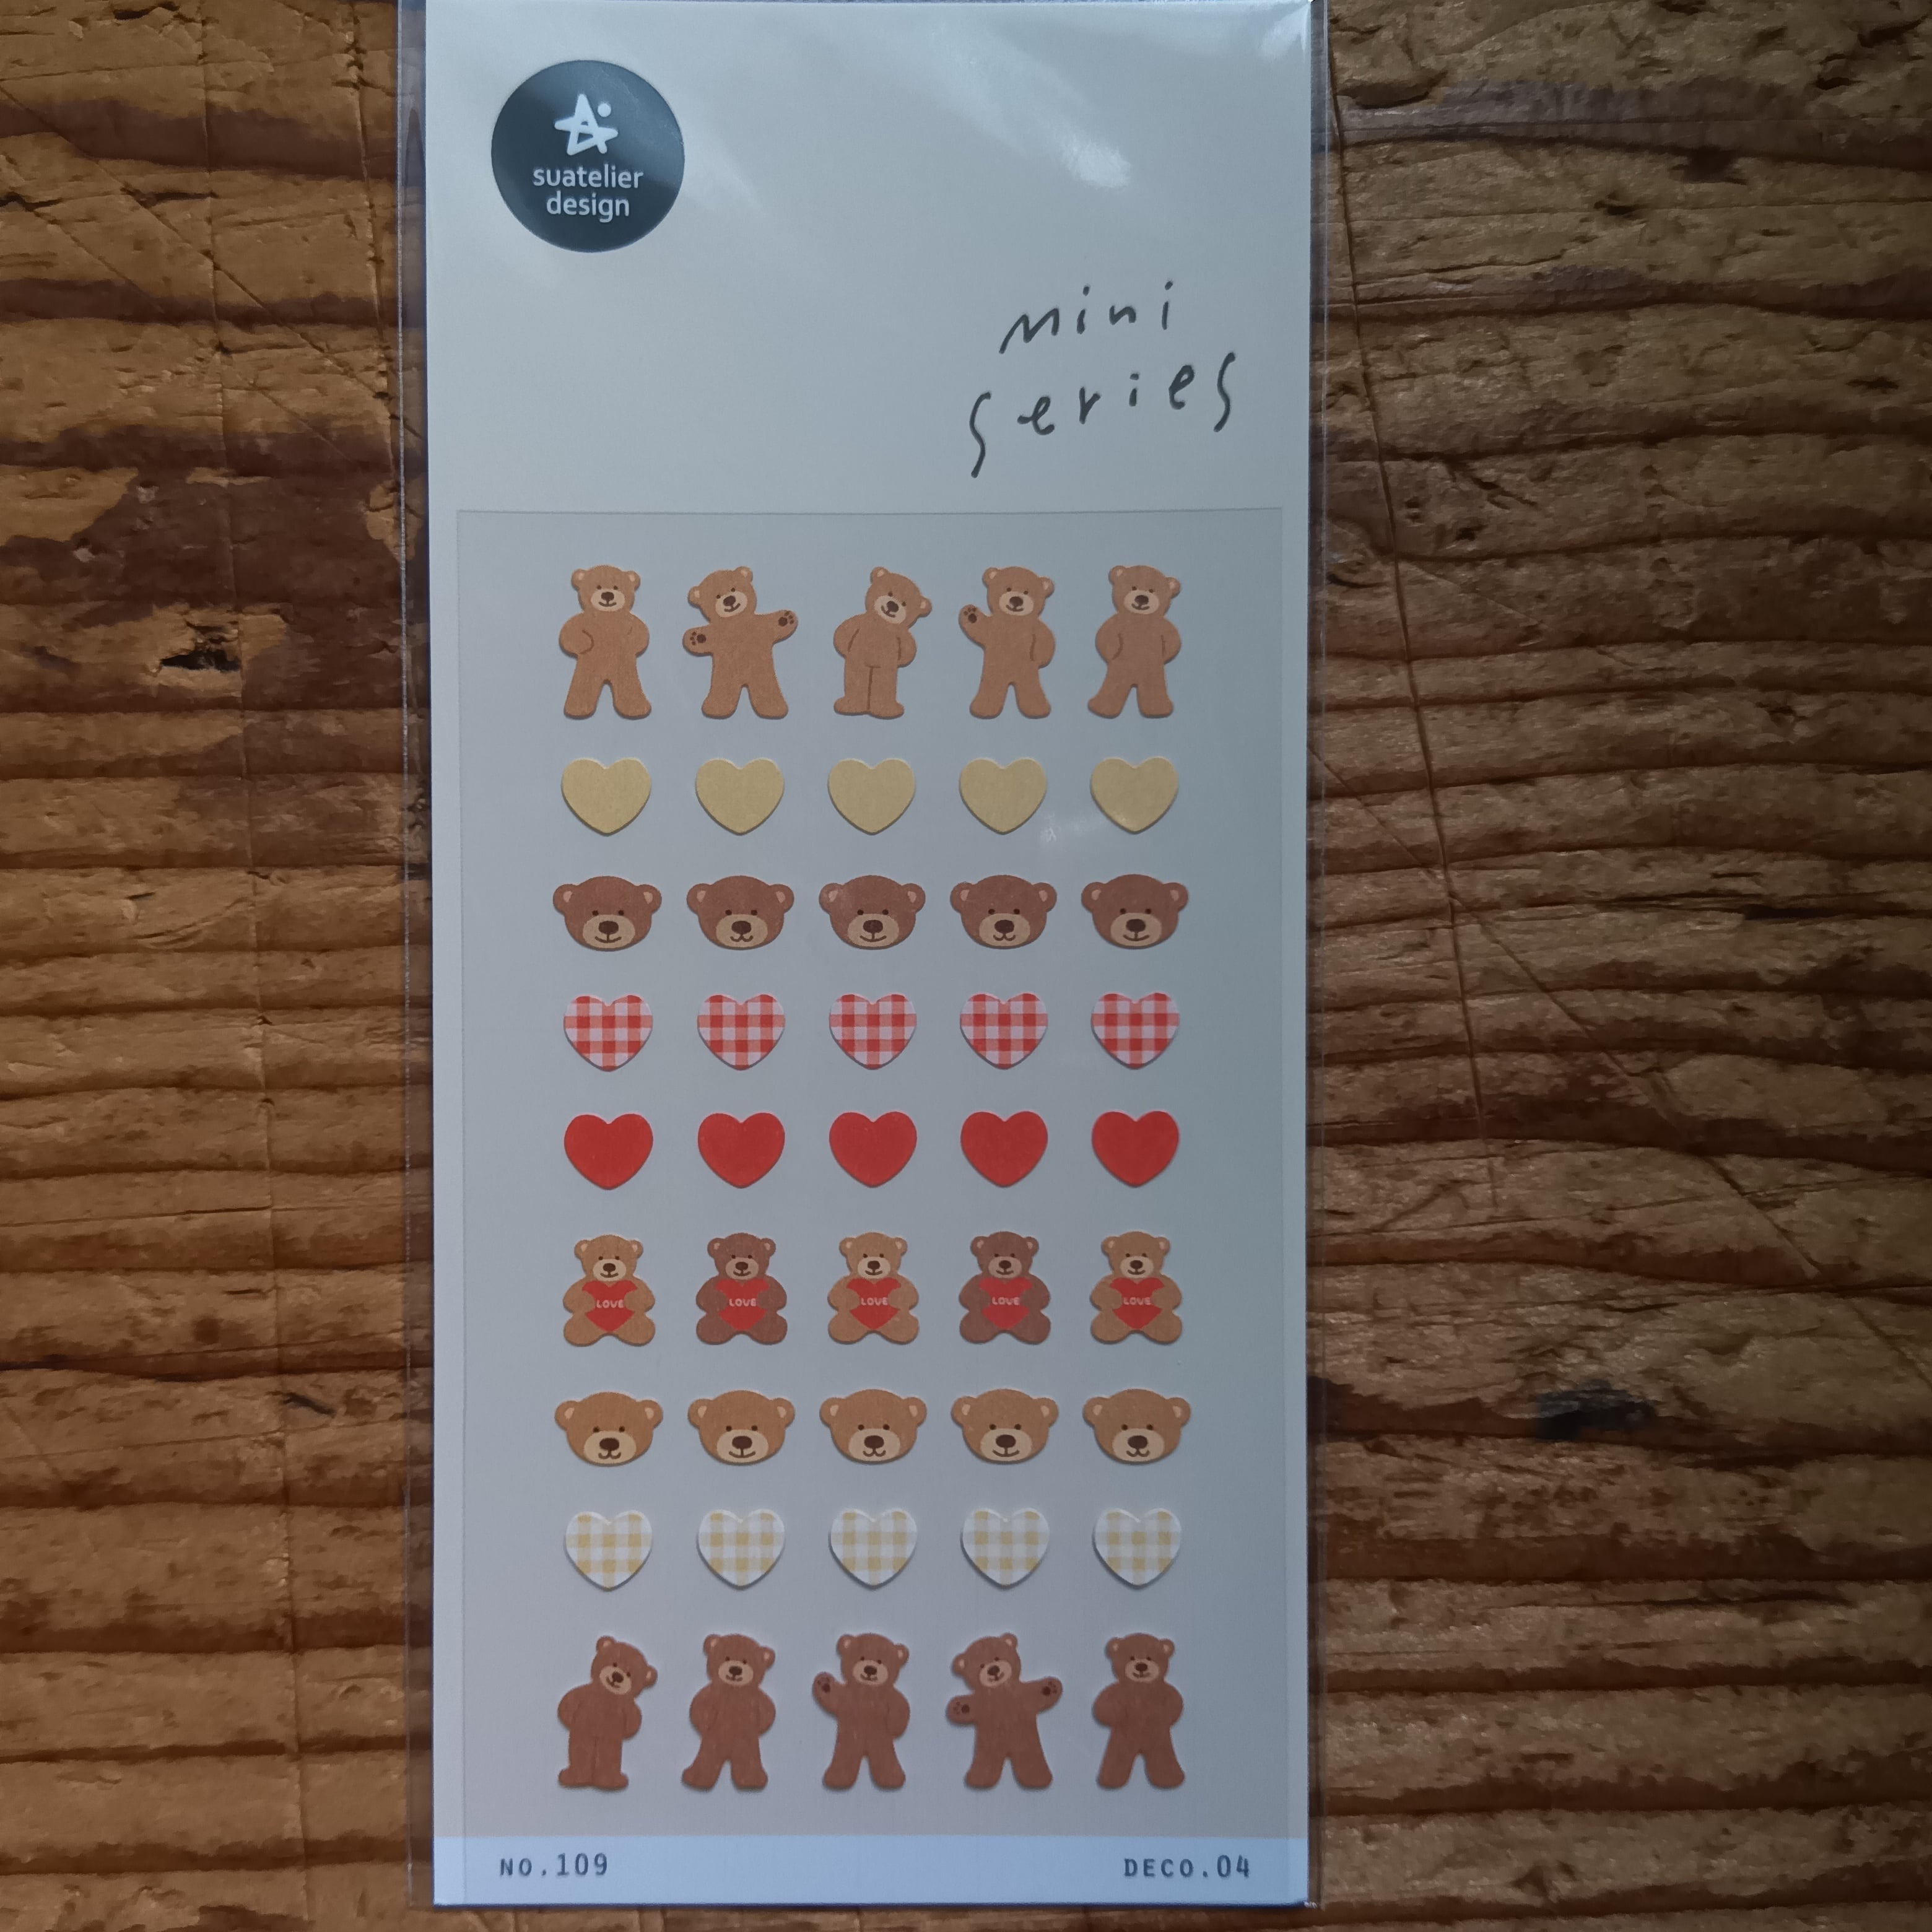 suatelier
design
mini
series
LOVE LOVE LOVE LOVE LOVE
NO.109 DECO.04